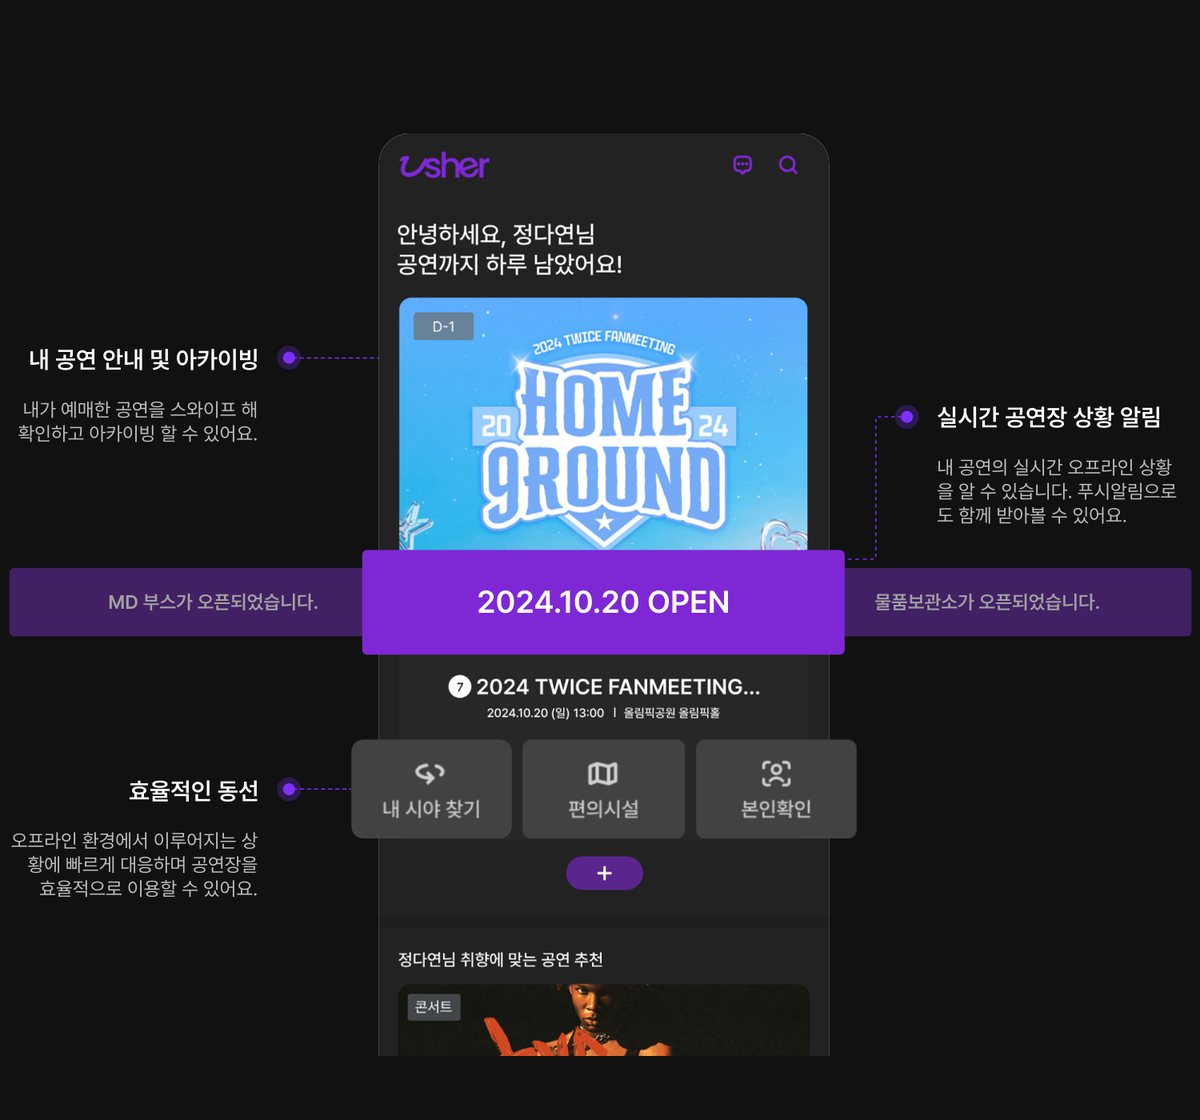 usher
안녕하세요, 정다연님
공연까지 하루 남았어요!
D-1
2024 TWICE FANMEETING
HOME
20 24
9ROUND
내 공연 안내 및 아카이빙
내가 예매한 공연을 스와이프 해
확인하고 아카이빙 할 수 있어요.
실시간 공연장 상황 알림
내 공연의 실시간 오프라인 상황
을 알 수 있습니다. 푸시알림으로
도 함께 받아볼 수 있어요.
MD 부스가 오픈되었습니다.
2024.10.20 OPEN
물품보관소가 오픈되었습니다.
7 2024 TWICE FANMEETING...
2024.10.20 (일) 13:00 | 올림픽공원 올림픽홀
효율적인 동선
오프라인 환경에서 이루어지는 상
황에 빠르게 대응하며 공연장을
효율적으로 이용할 수 있어요.
내 시야 찾기
편의시설
본인확인
+
정다연님 취향에 맞는 공연 추천
콘서트